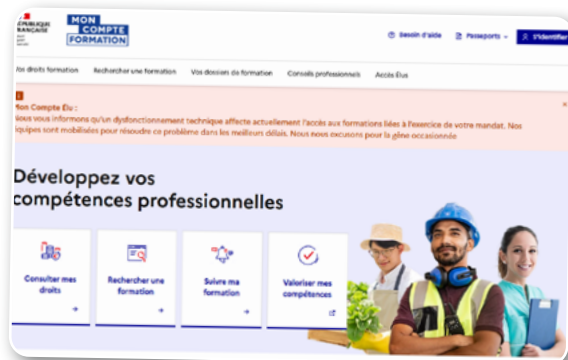 RÉPUBLIQUE
FRANÇAISE
MON
COMPTE
FORMATION
Besoin d'aide
Passeports
S'identifier
Vos droits formation
Rechercher une formation
Vos dossiers de formation
Conseils professionnels
Accès Élus
Mon Compte Élu :
Nous vous informons qu'un dysfonctionnement technique affecte actuellement l'accès aux formations liées à l'exercice de votre mandat. Nos
équipes sont mobilisées pour résoudre ce problème dans les meilleurs délais. Nous nous excusons pour la gêne occasionnée
Développez vos
compétences professionnelles
Consulter mes
droits
Rechercher une
formation
Suivre ma
formation
Valoriser mes
compétences